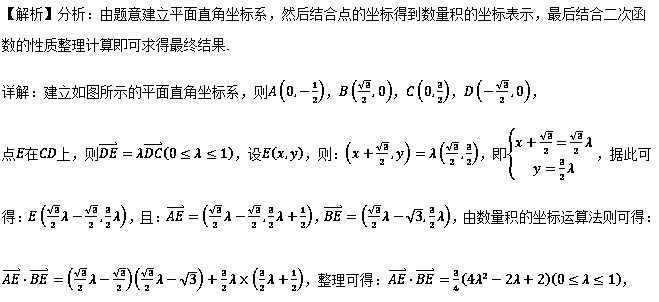 【解析】分析：由题意建立平面直角坐标系，然后结合点的坐标得到数量积的坐标表示，最后结合二次函
数的性质整理计算即可求得最终结果.
详解：建立如图所示的平面直角坐标系，则$A\left(0,-\frac{1}{2}\right)$，$B\left(\frac{\sqrt{3}}{2},0\right)$，$C\left(0,\frac{3}{2}\right)$，$D\left(-\frac{\sqrt{3}}{2},0\right)$，
点$E$在$CD$上，则$\overrightarrow{DE}=\lambda\overrightarrow{DC}(0\leq\lambda\leq1)$，设$E(x,y)$，则：$\left(x+\frac{\sqrt{3}}{2},y\right)=\lambda\left(\frac{\sqrt{3}}{2},\frac{3}{2}\right)$，即$\begin{cases}x+\frac{\sqrt{3}}{2}=\frac{\sqrt{3}}{2}\lambda\\y=\frac{3}{2}\lambda\end{cases}$，据此可
得：$E\left(\frac{\sqrt{3}}{2}\lambda-\frac{\sqrt{3}}{2},\frac{3}{2}\lambda\right)$，且：$\overrightarrow{AE}=\left(\frac{\sqrt{3}}{2}\lambda-\frac{\sqrt{3}}{2},\frac{3}{2}\lambda+\frac{1}{2}\right)$，$\overrightarrow{BE}=\left(\frac{\sqrt{3}}{2}\lambda-\sqrt{3},\frac{3}{2}\lambda\right)$，由数量积的坐标运算法则可得：
$\overrightarrow{AE}\cdot\overrightarrow{BE}=\left(\frac{\sqrt{3}}{2}\lambda-\frac{\sqrt{3}}{2}\right)\left(\frac{\sqrt{3}}{2}\lambda-\sqrt{3}\right)+\frac{3}{2}\lambda\times\left(\frac{3}{2}\lambda+\frac{1}{2}\right)$，整理可得：$\overrightarrow{AE}\cdot\overrightarrow{BE}=\frac{3}{4}(4\lambda^2-2\lambda+2)(0\leq\lambda\leq1)$，